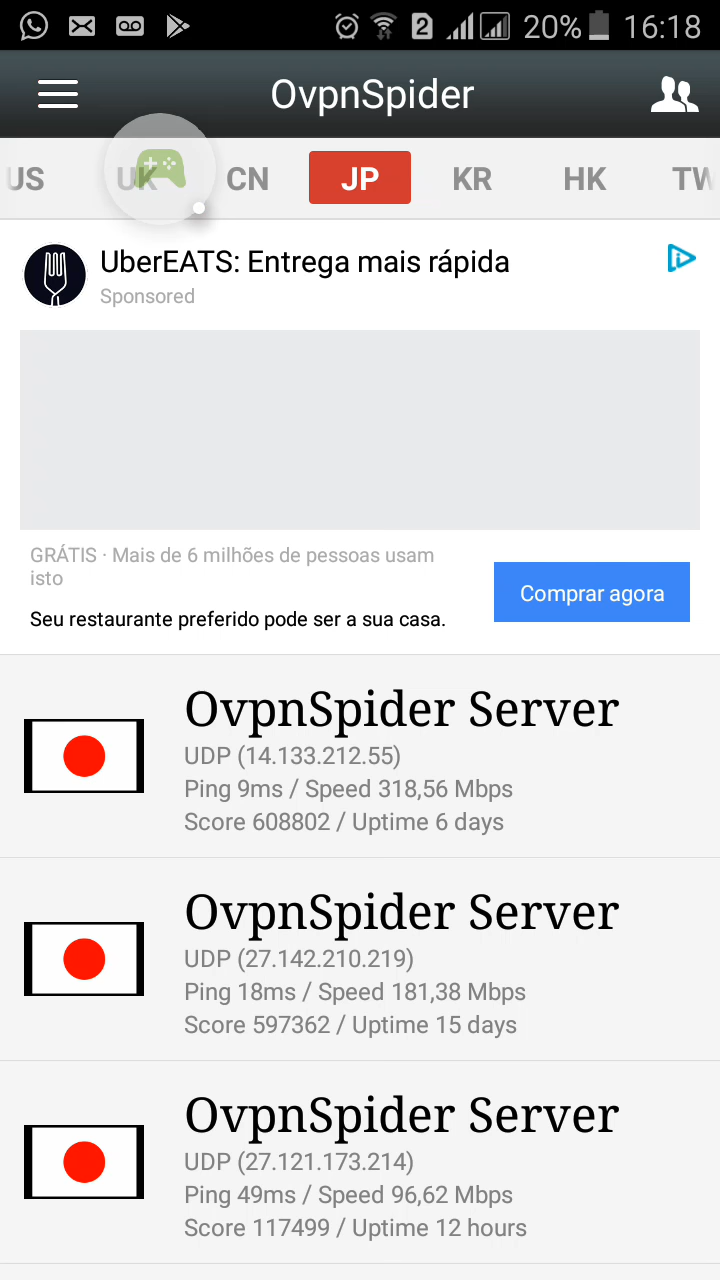 2 20% 16:18
OvpnSpider
US UK CN JP KR HK TW
UberEATS: Entrega mais rápida
Sponsored
GRÁTIS · Mais de 6 milhões de pessoas usam
isto
Comprar agora
Seu restaurante preferido pode ser a sua casa.
OvpnSpider Server
UDP (14.133.212.55)
Ping 9ms / Speed 318,56 Mbps
Score 608802 / Uptime 6 days
OvpnSpider Server
UDP (27.142.210.219)
Ping 18ms / Speed 181,38 Mbps
Score 597362 / Uptime 15 days
OvpnSpider Server
UDP (27.121.173.214)
Ping 49ms / Speed 96,62 Mbps
Score 117499 / Uptime 12 hours